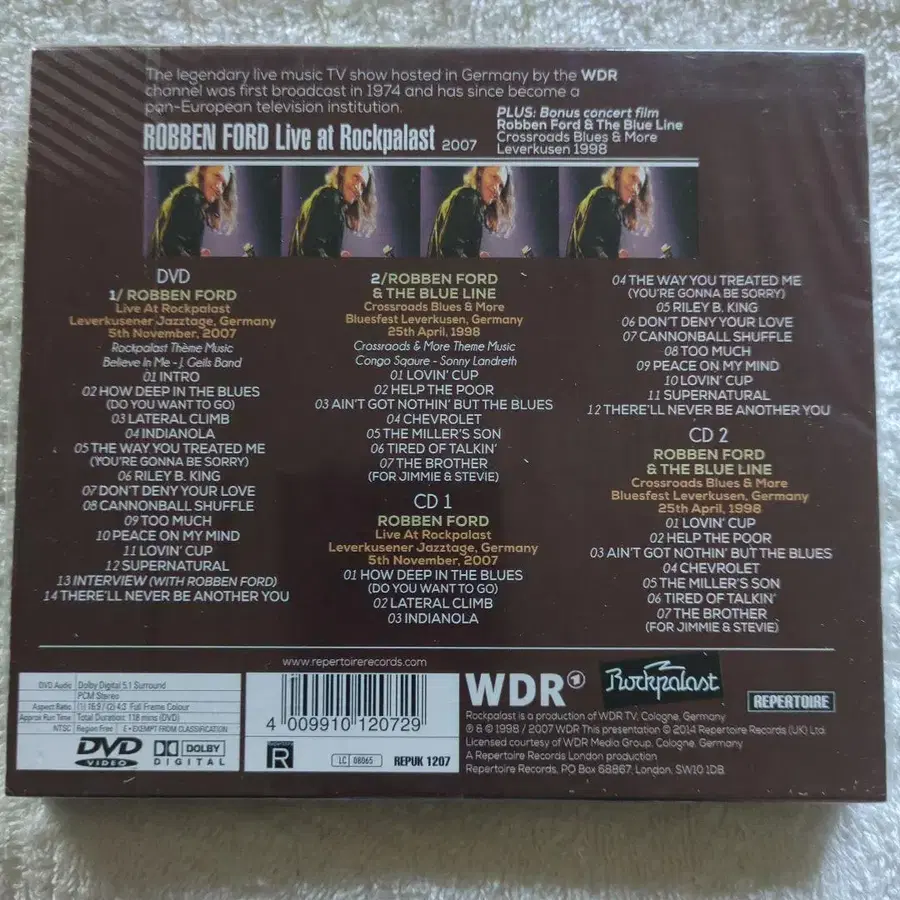 The legendary live music TV show hosted in Germany by the WDR
channel was first broadcast in 1974 and has since become a
pan-European television institution.
PLUS: Bonus concert film
Robben Ford & The Blue Line
Crossroads Blues & More
Leverkusen 1998
ROBBEN FORD Live at Rockpalast 2007
DVD
1/ ROBBEN FORD
Live At Rockpalast
Leverkusener Jazztage, Germany
5th November, 2007
Rockpalast Thème Music
Believe In Me - J. Geils Band
01 INTRO
02 HOW DEEP IN THE BLUES
(DO YOU WANT TO GO)
03 LATERAL CLIMB
04 INDIANOLA
05 THE WAY YOU TREATED ME
(YOU'RE GONNA BE SORRY)
06 RILEY B. KING
07 DON'T DENY YOUR LOVE
08 CANNONBALL SHUFFLE
09 TOO MUCH
10 PEACE ON MY MIND
11 LOVIN' CUP
12 SUPERNATURAL
13 INTERVIEW (WITH ROBBEN FORD)
14 THERE'LL NEVER BE ANOTHER YOU
2/ROBBEN FORD
& THE BLUE LINE
Crossroads Blues & More
Bluesfest Leverkusen, Germany
25th April, 1998
Crossroads & More Theme Music
Congo Sqaure - Sonny Landreth
01 LOVIN' CUP
02 HELP THE POOR
03 AIN'T GOT NOTHIN' BUT THE BLUES
04 CHEVROLET
05 THE MILLER'S SON
06 TIRED OF TALKIN'
07 THE BROTHER
(FOR JIMMIE & STEVIE)
CD 1
ROBBEN FORD
Live At Rockpalast
Leverkusener Jazztage, Germany
5th November, 2007
01 HOW DEEP IN THE BLUES
(DO YOU WANT TO GO)
02 LATERAL CLIMB
03 INDIANOLA
04 THE WAY YOU TREATED ME
(YOU'RE GONNA BE SORRY)
05 RILEY B. KING
06 DON'T DENY YOUR LOVE
07 CANNONBALL SHUFFLE
08 TOO MUCH
09 PEACE ON MY MIND
10 LOVIN' CUP
11 SUPERNATURAL
12 THERE'LL NEVER BE ANOTHER YOU
CD 2
ROBBEN FORD
& THE BLUE LINE
Crossroads Blues & More
Bluesfest Leverkusen, Germany
25th April, 1998
01 LOVIN' CUP
02 HELP THE POOR
03 AIN'T GOT NOTHIN' BUT THE BLUES
04 CHEVROLET
05 THE MILLER'S SON
06 TIRED OF TALKIN'
07 THE BROTHER
(FOR JIMMIE & STEVIE)
www.repertoirerecords.com
DVD Audio Dolby Digital 5.1 Surround
PCM Stereo
Aspect Ratio (1) 16:9 / (2) 4:3 Full Frame Colour
Approx Run Time Total Duration: 118 mins (DVD)
NTSC Region Free E • EXEMPT FROM CLASSIFICATION
DVD VIDEO
DOLBY DIGITAL
4 009910 120729
Repertoire R
LC 08065
REPUK 1207
WDR
Rockpalast
REPERTOIRE
Rockpalast is a production of WDR TV, Cologne, Germany
℗ & © 1998 / 2007 WDR This presentation © 2014 Repertoire Records (UK) Ltd.
Licensed courtesy of WDR Media Group, Cologne, Germany
A Repertoire Records London production
Repertoire Records, PO Box 68867, London, SW10 1DB.